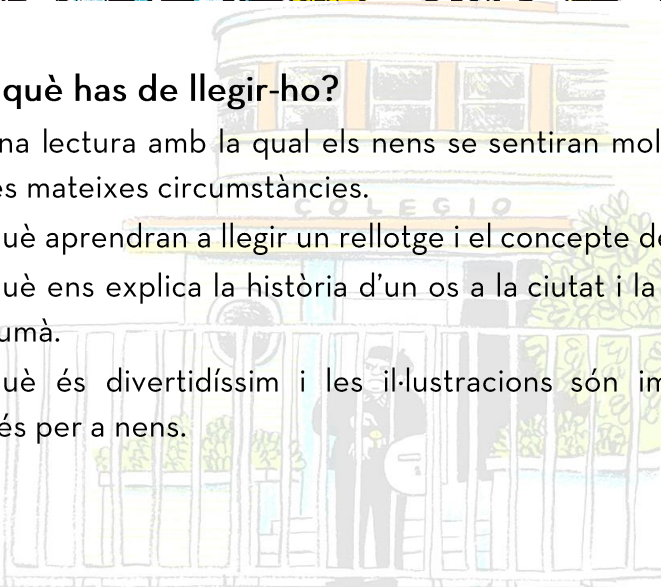 què has de llegir-ho?
na lectura amb la qual els nens se sentiran mol
es mateixes circumstàncies.
COLEGIO
uè aprendran a llegir un rellotge i el concepte de
uè ens explica la història d'un os a la ciutat i la
umà.
uè és divertidíssim i les il·lustracions són im
és per a nens.